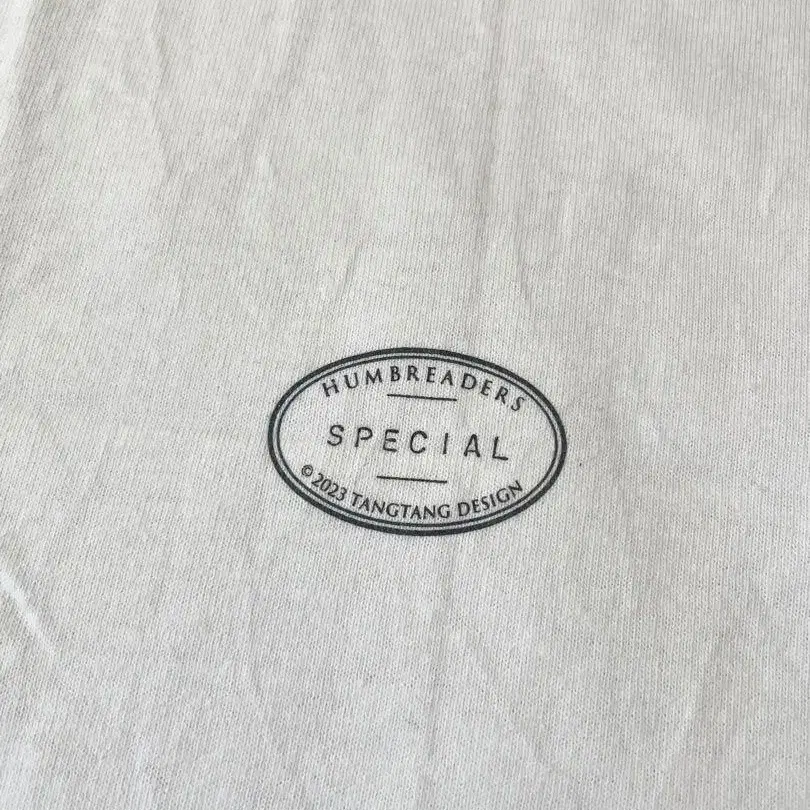 HUMBREADERS
SPECIAL
© 2023 TANGTANG DESIGN